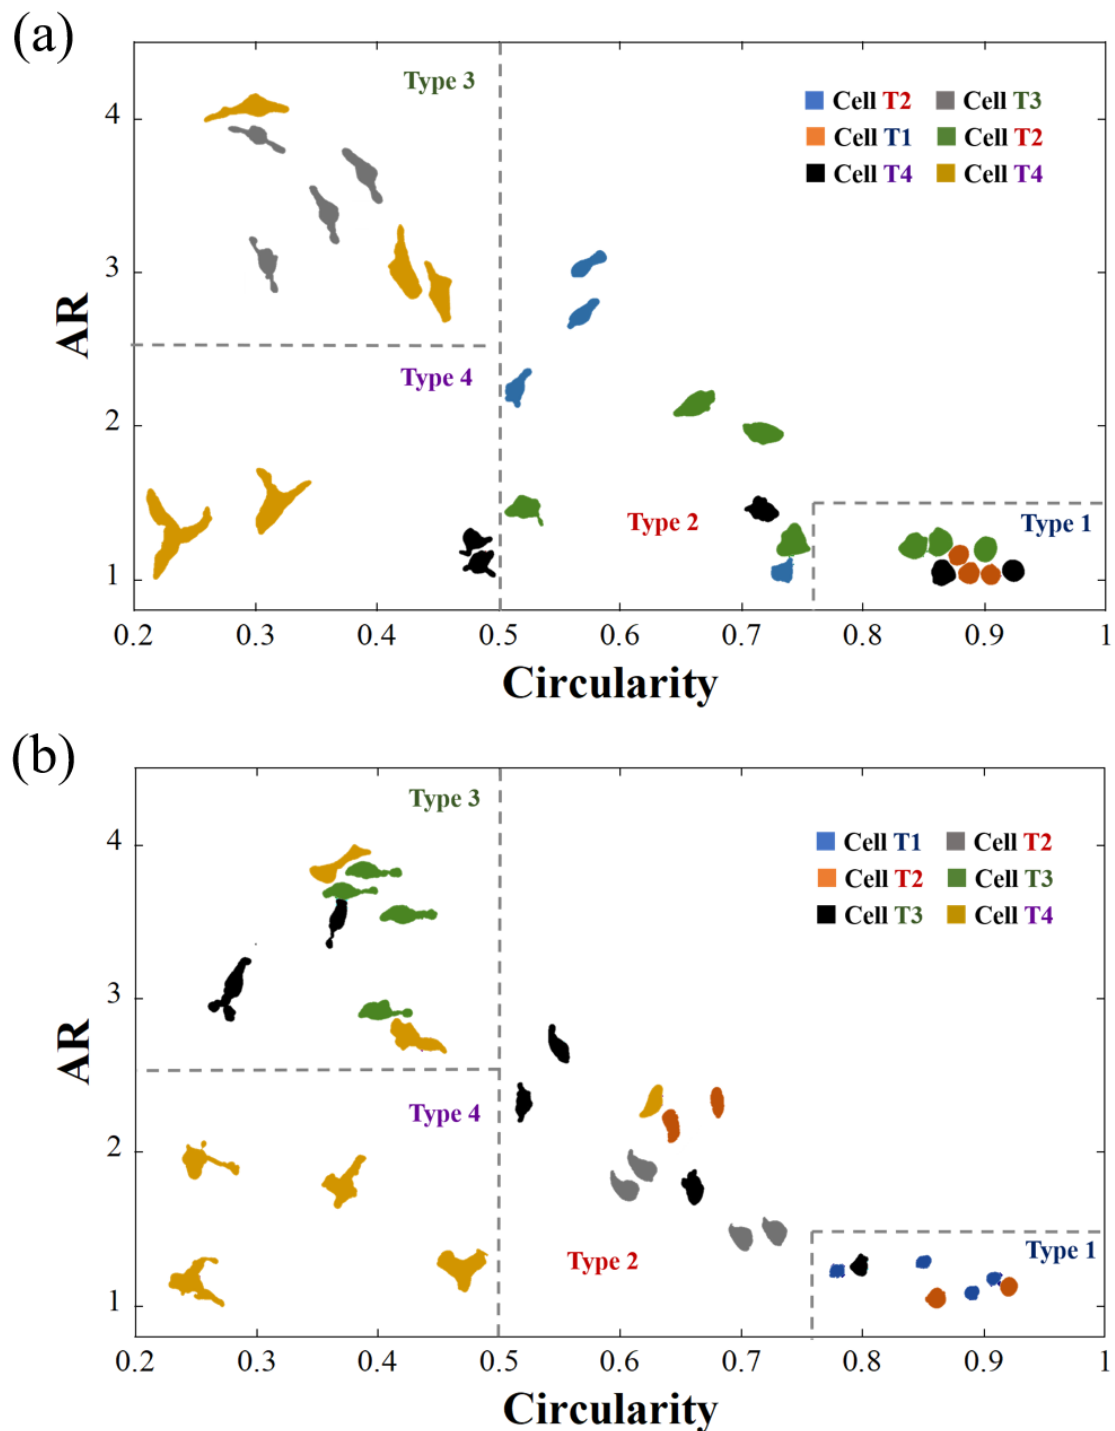 (a)
Type 3
Cell T2 Cell T3
Cell T1 Cell T2
Cell T4 Cell T4
4
3
2
1
AR
Type 4
Type 2
Type 1
0.2 0.3 0.4 0.5 0.6 0.7 0.8 0.9 1
Circularity
(b)
Type 3
Cell T1 Cell T2
Cell T2 Cell T3
Cell T3 Cell T4
4
3
2
1
AR
Type 4
Type 2
Type 1
0.2 0.3 0.4 0.5 0.6 0.7 0.8 0.9 1
Circularity